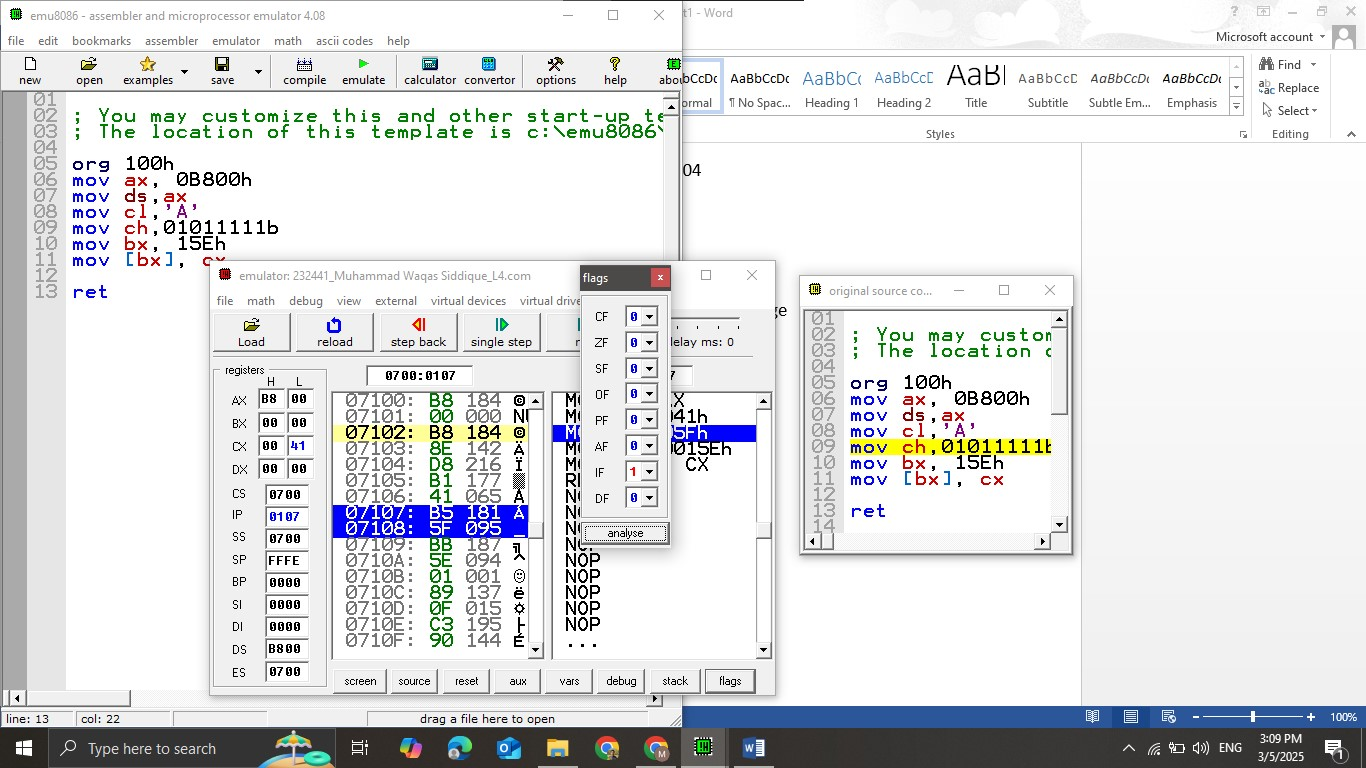 emu8086 - assembler and microprocessor emulator 4.08
file edit bookmarks assembler emulator math ascii codes help
new open examples save compile emulate calculator convertor options help
01
02 ; You may customize this and other start-up te
03 ; The location of this template is c:\emu8086\
04
05 org 100h
06 mov ax, 0B800h
07 mov ds,ax
08 mov cl,'A'
09 mov ch,01011111b
10 mov bx, 15Eh
11 mov [bx], cx
12
13 ret
line: 13 col: 22 drag a file here to open
t1 - Word
Microsoft account
AaBbCcDc AaBbCc AaBbCcD AaB AaBbCcD AaBbCcDc AaBbCcDc
ormal ¶ No Spac... Heading 1 Heading 2 Title Subtitle Subtle Em... Emphasis
Styles
Find
Replace
Select
Editing
04
ge
emulator: 232441_Muhammad Waqas Siddique_L4.com
file math debug view external virtual devices virtual drive
Load reload step back single step
delay ms: 0
registers
H L
AX B8 00
BX 00 00
CX 00 41
DX 00 00
CS 0700
IP 0107
SS 0700
SP FFFE
BP 0000
SI 0000
DI 0000
DS B800
ES 0700
0700:0107
07100: B8 184
07101: 00 000 NU
07102: B8 184
07103: 8E 142 Ä
07104: D8 216 Ï
07105: B1 177 ▒
07106: 41 065 A
07107: B5 181 Á
07108: 5F 095 _
07109: BB 187 ╗
0710A: 5E 094 ^
0710B: 01 001 ☺
0710C: 89 137 ë
0710D: 0F 015 ☼
0710E: C3 195 ├
0710F: 90 144 É
41h
5Fh
015Eh
CX
NOP
NOP
NOP
NOP
NOP
...
screen source reset aux vars debug stack flags
flags
CF 0
ZF 0
SF 0
OF 0
PF 0
AF 0
IF 1
DF 0
analyse
original source co...
01
02 ; You may custom
03 ; The location o
04
05 org 100h
06 mov ax, 0B800h
07 mov ds,ax
08 mov cl,'A'
09 mov ch,01011111b
10 mov bx, 15Eh
11 mov [bx], cx
12
13 ret
14
100%
Type here to search
ENG
3:09 PM
3/5/2025